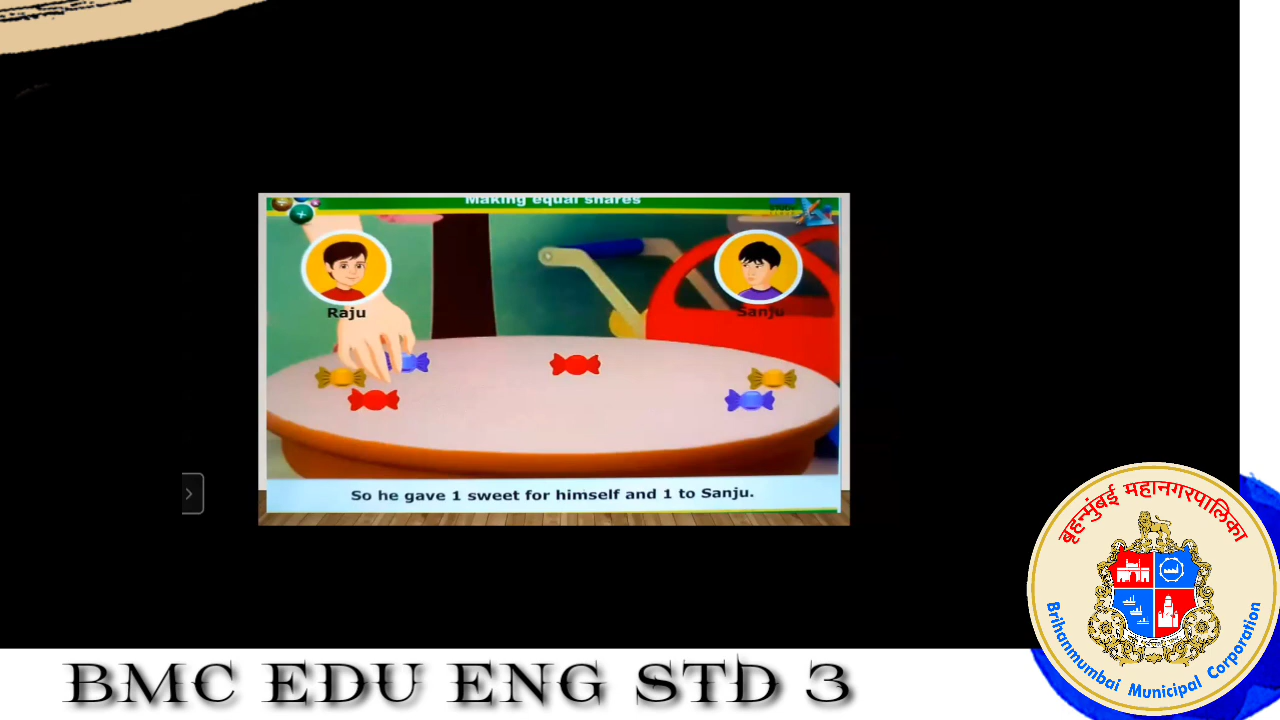 Making equal shares
Raju
Sanju
So he gave 1 sweet for himself and 1 to Sanju.
बृहन्मुंबई महानगरपालिका
Brihanmumbai Municipal Corporation
BMC EDU ENG STD 3